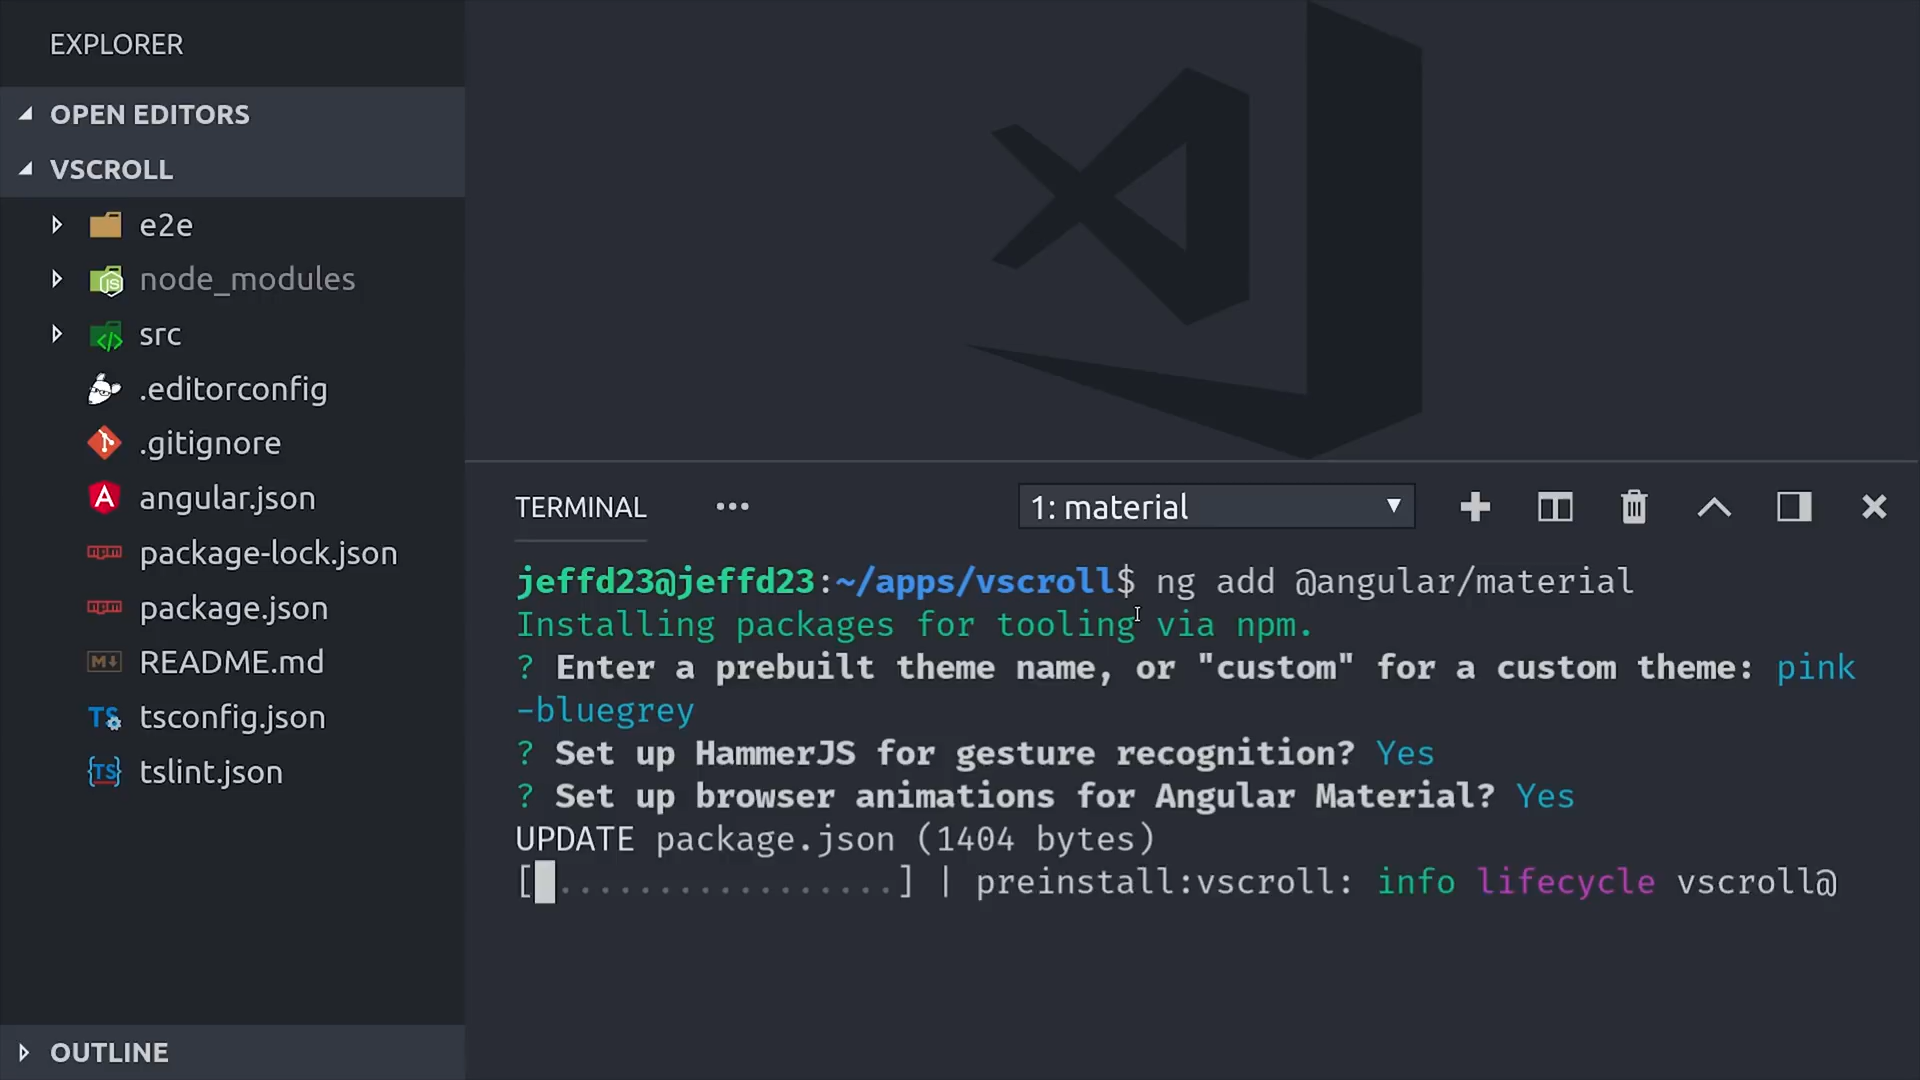 EXPLORER
OPEN EDITORS
VSCROLL
e2e
node_modules
src
.editorconfig
.gitignore
angular.json
package-lock.json
package.json
README.md
tsconfig.json
tslint.json
OUTLINE
TERMINAL
1: material
jeffd23@jeffd23:~/apps/vscroll$ ng add @angular/material
Installing packages for tooling via npm.
? Enter a prebuilt theme name, or "custom" for a custom theme: pink
-bluegrey
? Set up HammerJS for gesture recognition? Yes
? Set up browser animations for Angular Material? Yes
UPDATE package.json (1404 bytes)
[ .................] | preinstall:vscroll: info lifecycle vscroll@